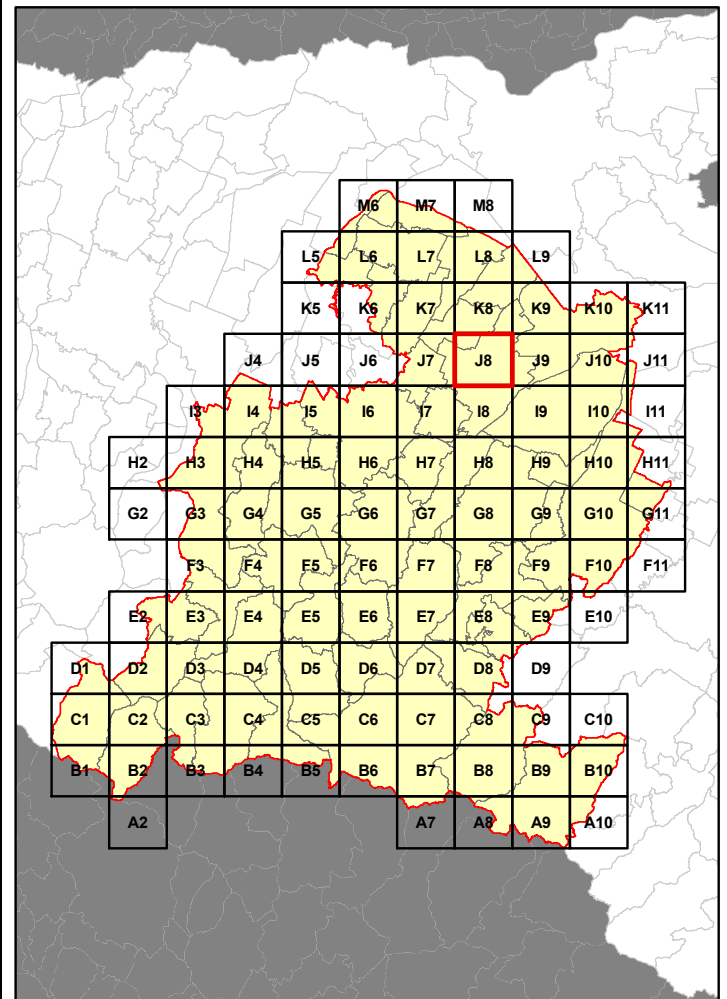 M6 M7 M8
L5 L6 L7 L8 L9
K5 K6 K7 K8 K9 K10 K11
J4 J5 J6 J7 J8 J9 J10 J11
I3 I4 I5 I6 I7 I8 I9 I10 I11
H2 H3 H4 H5 H6 H7 H8 H9 H10 H11
G2 G3 G4 G5 G6 G7 G8 G9 G10 G11
F3 F4 F5 F6 F7 F8 F9 F10 F11
E2 E3 E4 E5 E6 E7 E8 E9 E10
D1 D2 D3 D4 D5 D6 D7 D8 D9
C1 C2 C3 C4 C5 C6 C7 C8 C9 C10
B1 B2 B3 B4 B5 B6 B7 B8 B9 B10
A2 A7 A8 A9 A10